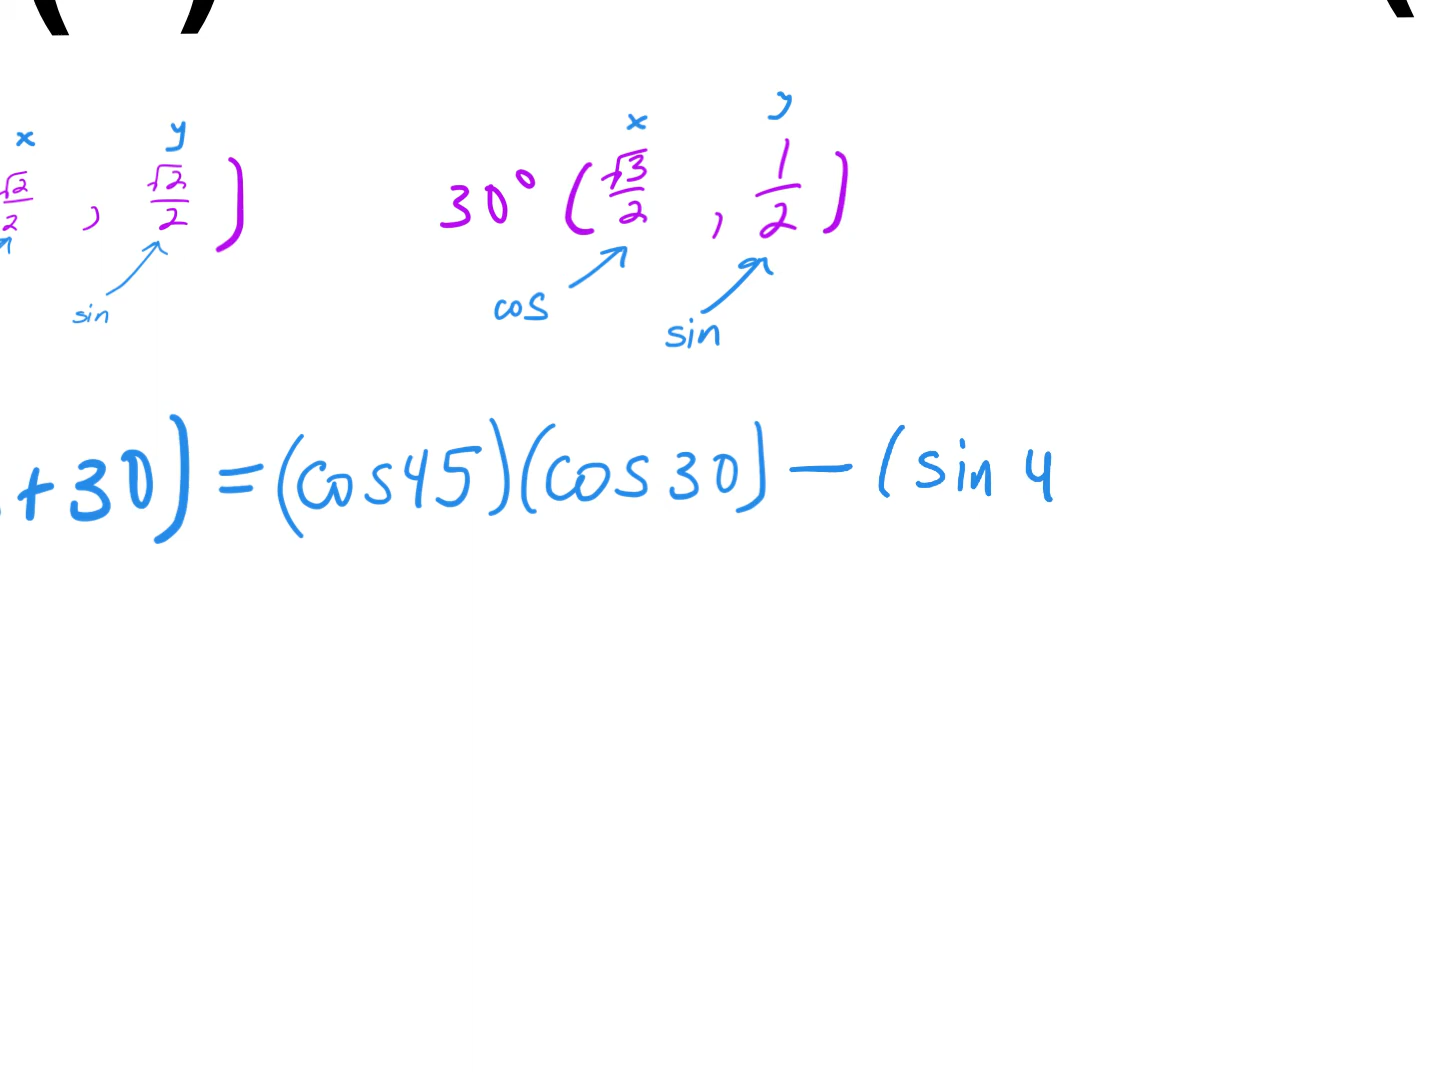 x y x y
√2/2 , √2/2 ) 30° ( √3/2 , 1/2 )
sin cos sin
+30) = (cos45)(cos30) — (sin 4